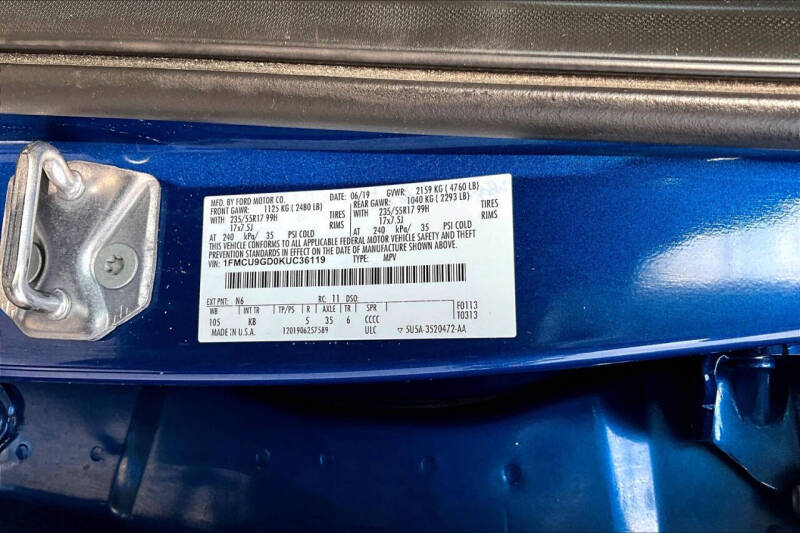 MFD. BY FORD MOTOR CO.
DATE: 06/19 GVWR: 2159 KG ( 4760 LB)
FRONT GAWR: 1125 KG ( 2480 LB)
REAR GAWR: 1040 KG ( 2293 LB)
WITH 235/55R17 99H TIRES
WITH 235/55R17 99H TIRES
17x7.5J RIMS
17x7.5J RIMS
AT 240 kPa/ 35 PSI COLD
AT 240 kPa/ 35 PSI COLD
THIS VEHICLE CONFORMS TO ALL APPLICABLE FEDERAL MOTOR VEHICLE SAFETY AND THEFT
PREVENTION STANDARDS IN EFFECT ON THE DATE OF MANUFACTURE SHOWN ABOVE.
VIN: 1FMCU9GD0KUC36119 TYPE: MPV
EXT PNT: N6 RC: 11 DSO:
WB TP/PS R AXLE TR SPR
105 KB 5 35 6 CCCC
F0113
T0313
MADE IN U.S.A. T201906257589 ULC ▽ 5U5A-3520472-AA